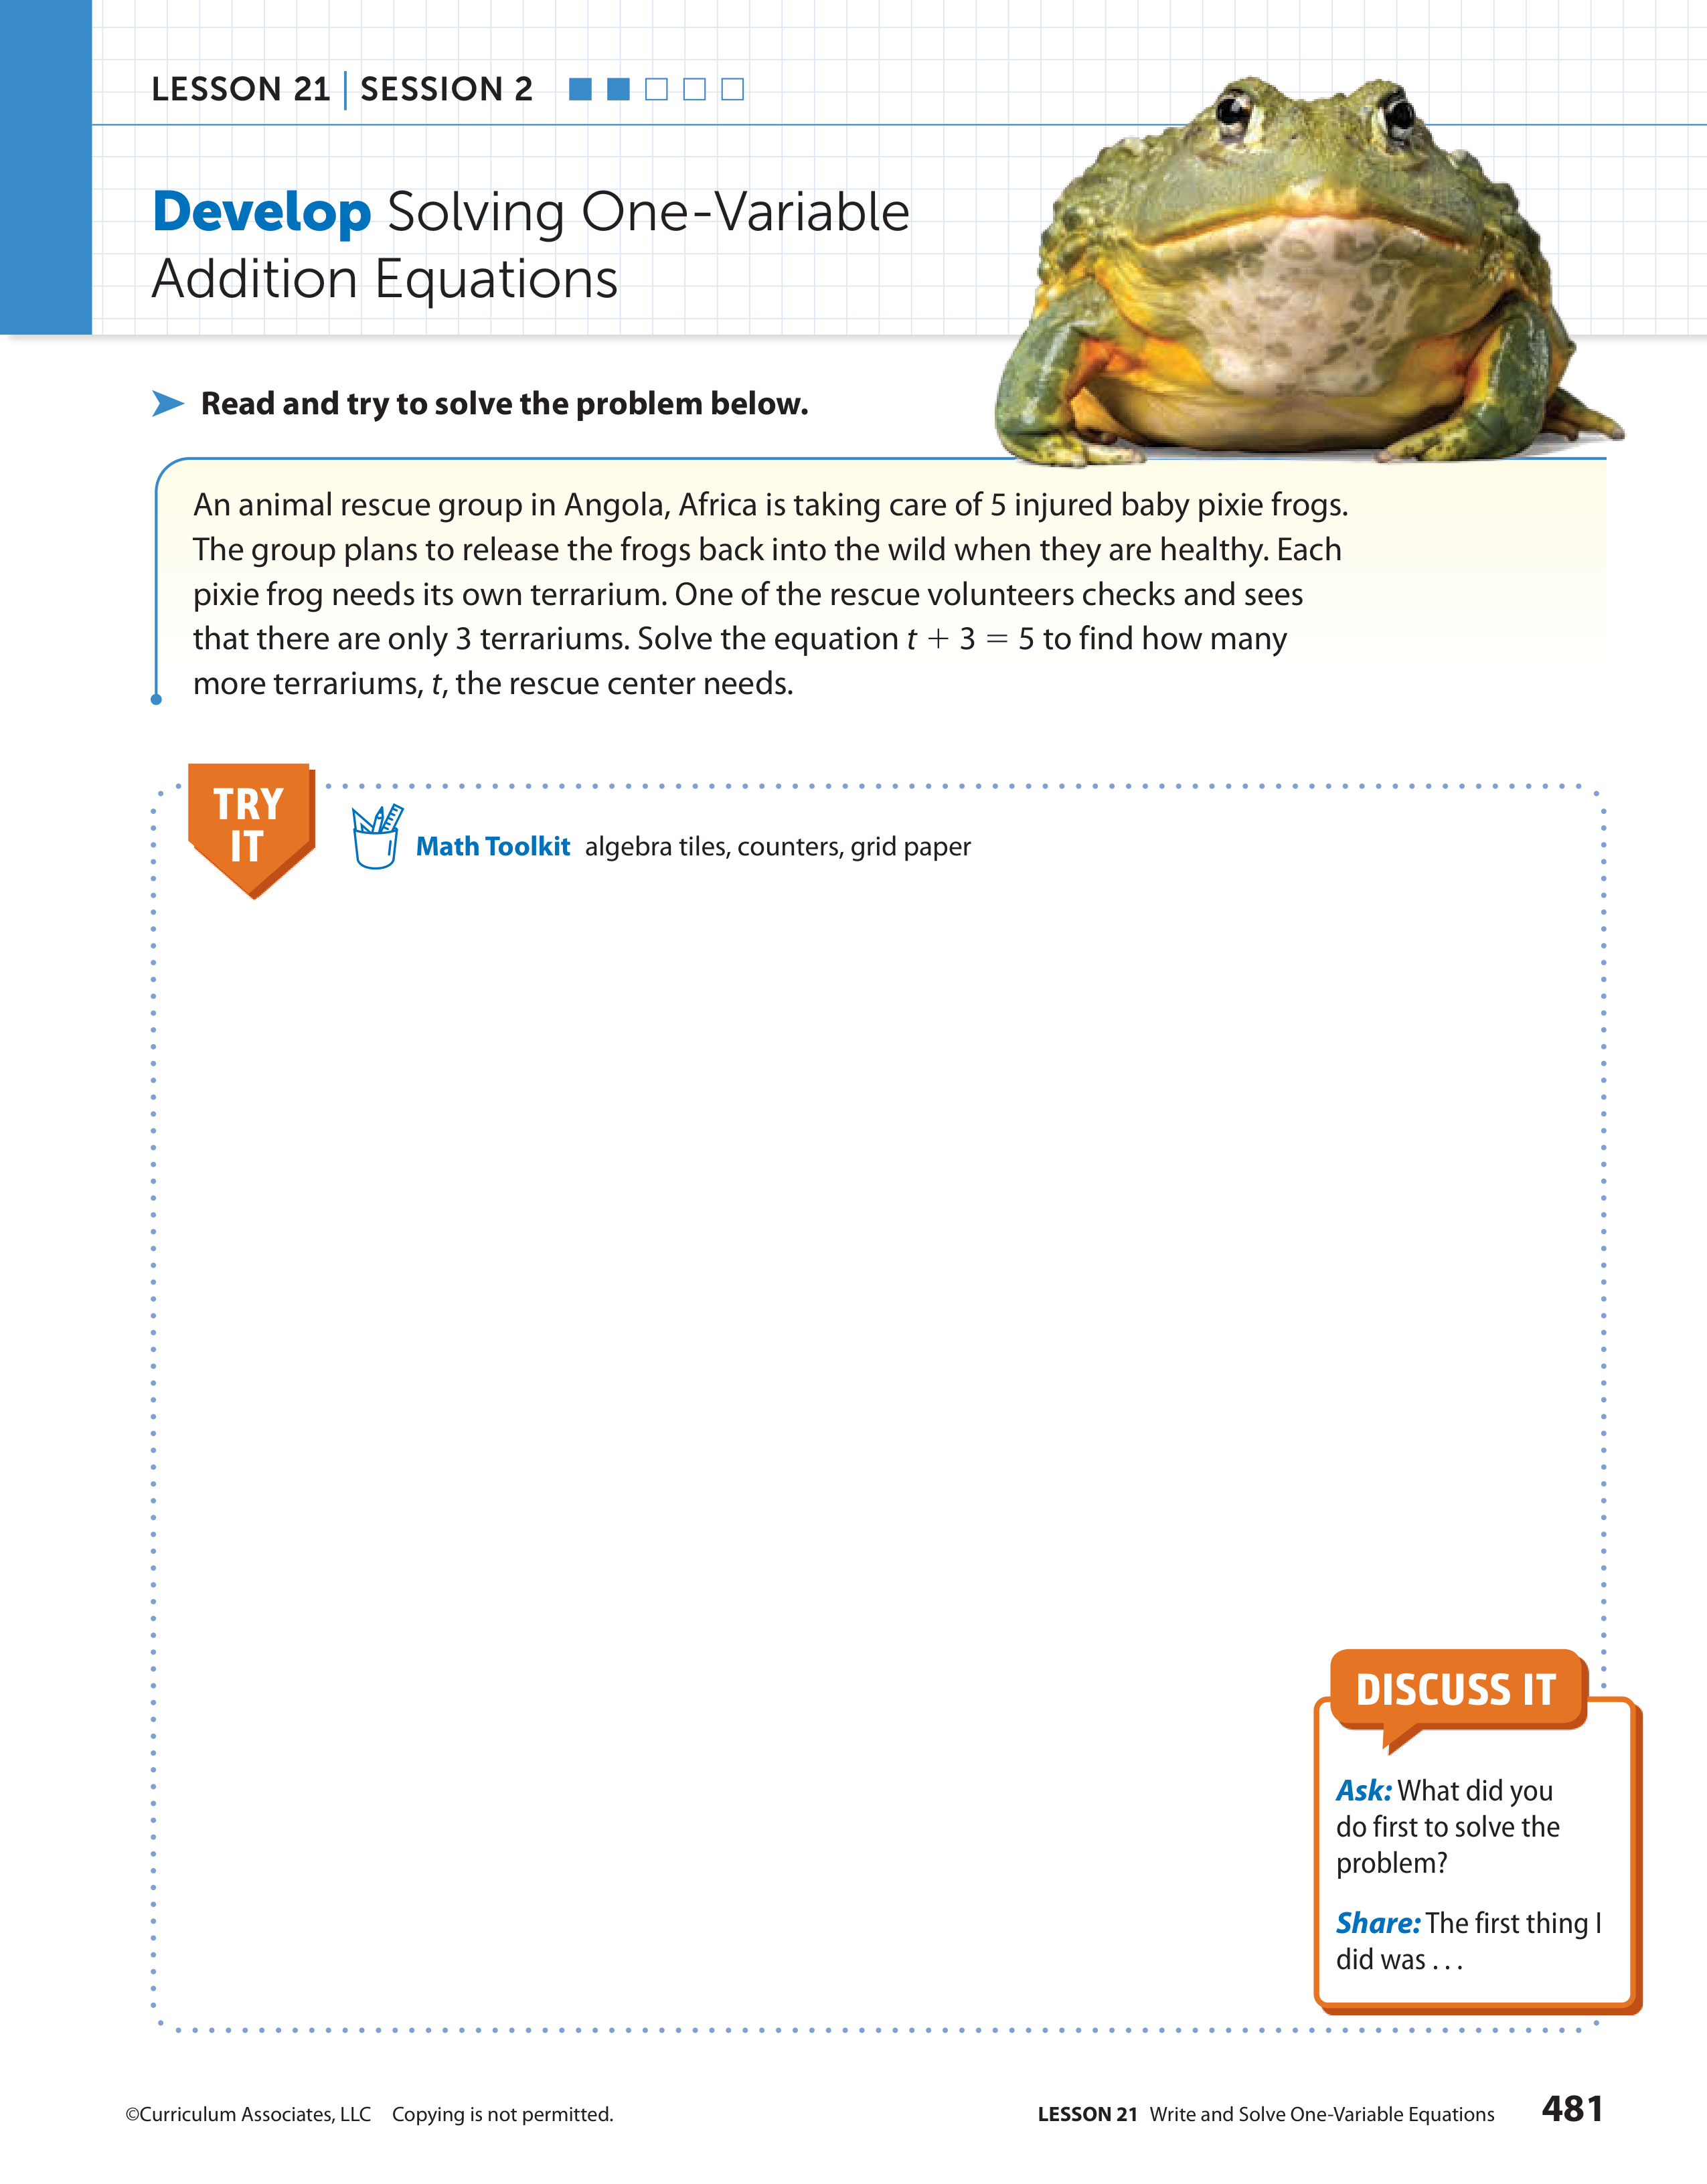 LESSON 21 | SESSION 2
Develop Solving One-Variable
Addition Equations
Read and try to solve the problem below.
An animal rescue group in Angola, Africa is taking care of 5 injured baby pixie frogs.
The group plans to release the frogs back into the wild when they are healthy. Each
pixie frog needs its own terrarium. One of the rescue volunteers checks and sees
that there are only 3 terrariums. Solve the equation t + 3 = 5 to find how many
more terrariums, t, the rescue center needs.
TRY
IT
Math Toolkit algebra tiles, counters, grid paper
DISCUSS IT
Ask: What did you
do first to solve the
problem?
Share: The first thing I
did was . . .
©Curriculum Associates, LLC Copying is not permitted.
LESSON 21 Write and Solve One-Variable Equations 481